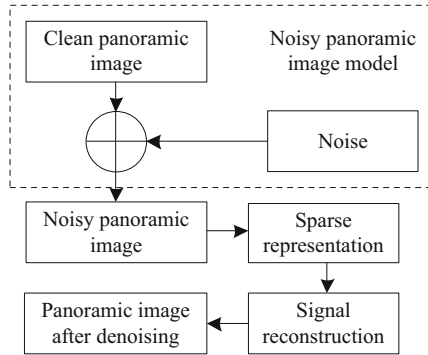 Clean panoramic
image
Noisy panoramic
image model
Noise
Noisy panoramic
image
Sparse
representation
Panoramic image
after denoising
Signal
reconstruction